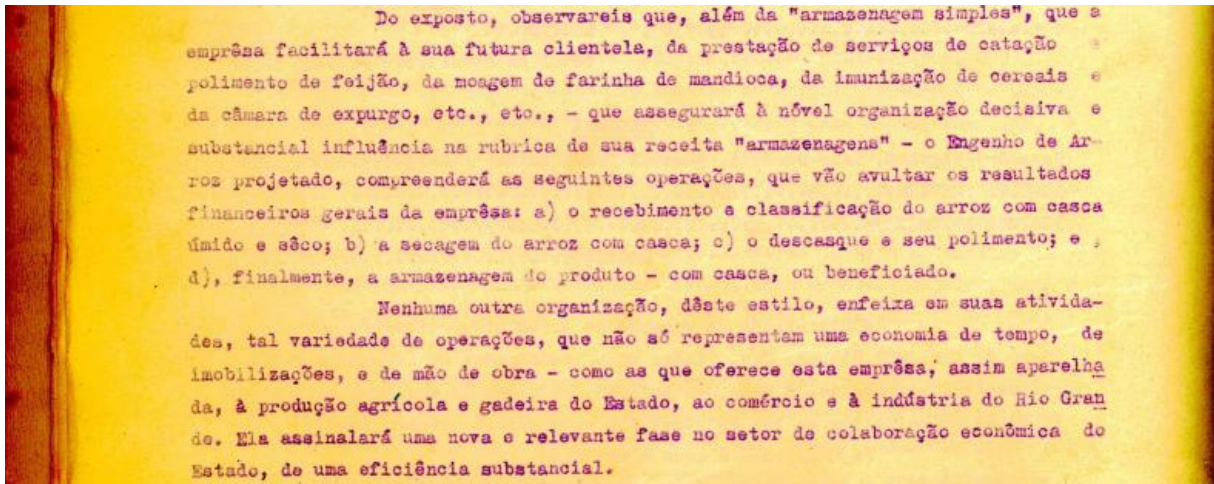 Do exposto, observareis que, além da "armazenagem simples", que a
emprêsa facilitará à sua futura clientela, da prestação de serviços de catação e
polimento de feijão, da moagem de farinha de mandioca, da imunização de cereais e
da câmara de expurgo, etc., etc., - que assegurará à nóvel organização decisiva e
substancial influência na rubrica de sua receita "armazenagens" - o Engenho de Ar-
roz projetado, compreenderá as seguintes operações, que vão avultar os resultados
financeiros gerais da emprêsa: a) o recebimento e classificação do arroz com casca
úmido e sêco; b) a secagem do arroz com casca; c) o descasque e seu polimento; e ,
d), finalmente, a armazenagem do produto - com casca, ou beneficiado.
Nenhuma outra organização, dêste estilo, enfeixa em suas ativida-
des, tal variedade de operações, que não só representam uma economia de tempo, de
imobilizações, e de mão de obra - como as que oferece esta emprêsa, assim aparelha
da, à produção agrícola e gadeira do Estado, ao comércio e à indústria do Rio Gran
de. Ela assinalará uma nova e relevante fase no setor de colaboração econômica do
Estado, de uma eficiência substancial.